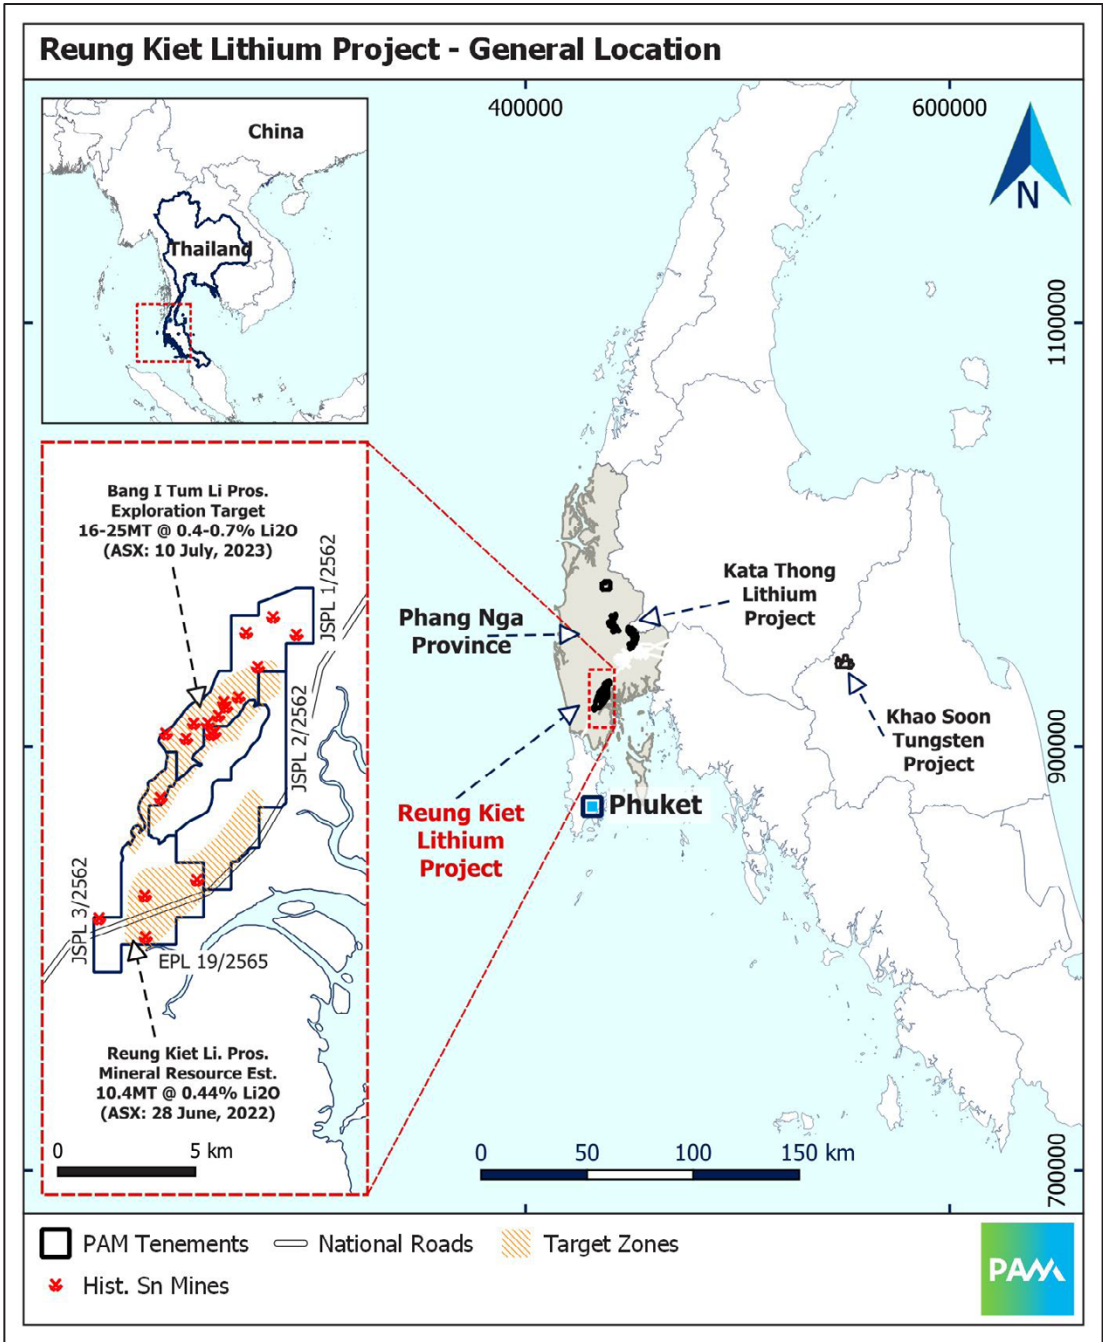 Reung Kiet Lithium Project - General Location
400000
600000
N
China
Thailand
1100000
Bang I Tum Li Pros.
Exploration Target
16-25MT @ 0.4-0.7% Li2O
(ASX: 10 July, 2023)
JSPL 1/2562
JSPL 2/2562
JSPL 3/2562
EPL 19/2565
Reung Kiet Li. Pros.
Mineral Resource Est.
10.4MT @ 0.44% Li2O
(ASX: 28 June, 2022)
0 5 km
Phang Nga
Province
Kata Thong
Lithium
Project
Khao Soon
Tungsten
Project
900000
Reung Kiet
Lithium
Project
Phuket
0 50 100 150 km
700000
PAM Tenements
National Roads
Target Zones
Hist. Sn Mines
PAM